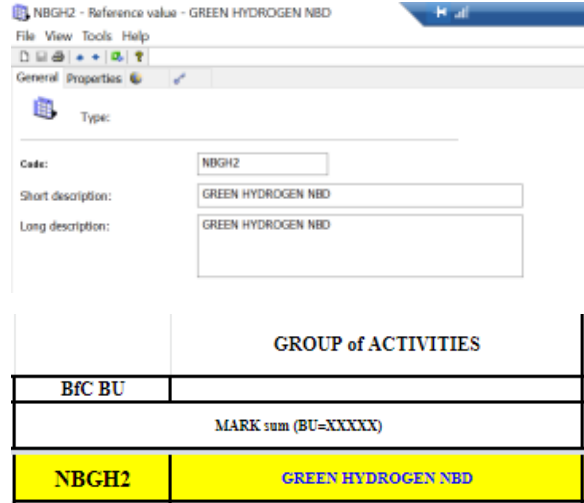 NBGH2 - Reference value - GREEN HYDROGEN NBD
File View Tools Help
General Properties
Type:
Code: NBGH2
Short description: GREEN HYDROGEN NBD
Long description: GREEN HYDROGEN NBD
GROUP of ACTIVITIES
BfC BU
MARK sum (BU=XXXXX)
NBGH2 GREEN HYDROGEN NBD